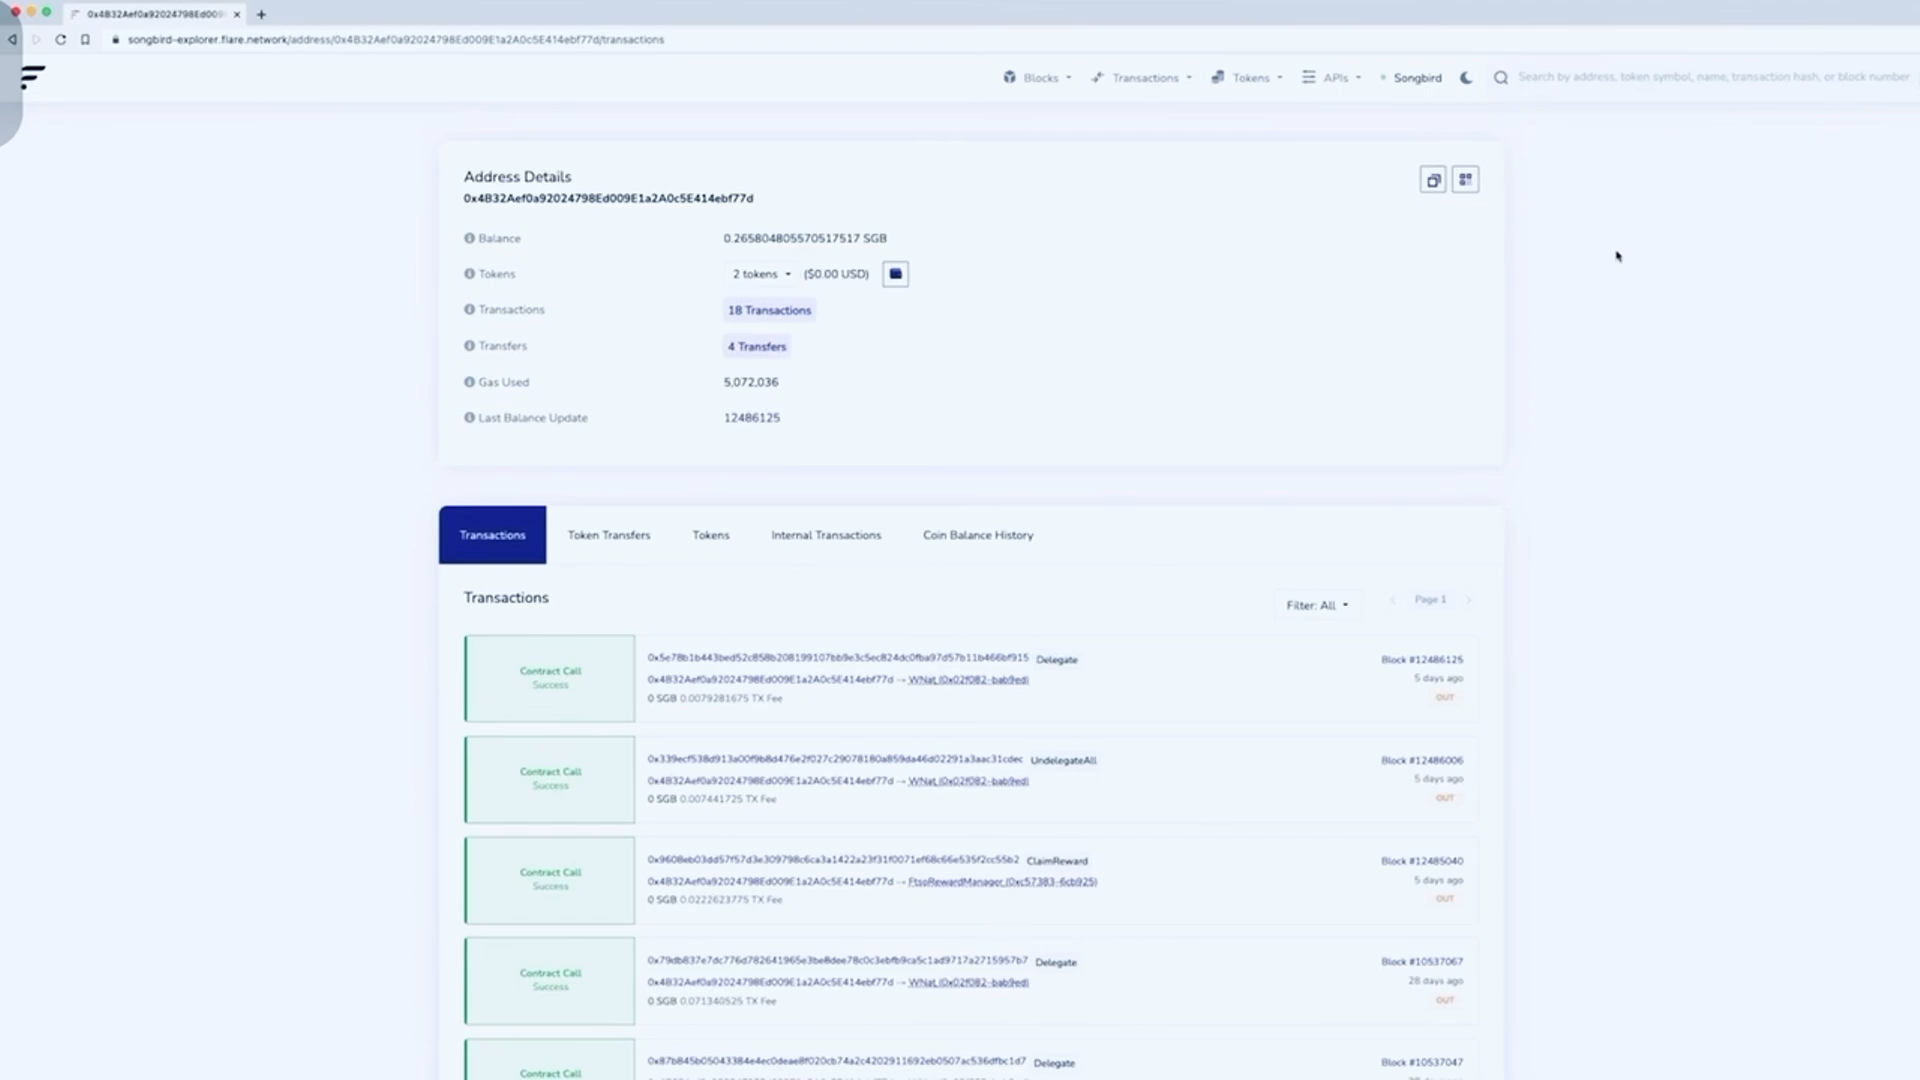 0x4B32Aef0a92024798Ed009
songbird-explorer.flare.network/address/0x4B32Aef0a92024798Ed009E1a2A0c5E414ebf77d/transactions
Blocks Transactions Tokens APIs Songbird Search by address, token symbol, name, transaction hash, or block number
Address Details
0x4B32Aef0a92024798Ed009E1a2A0c5E414ebf77d
Balance 0.265804805570517517 SGB
Tokens 2 tokens ($0.00 USD)
Transactions 18 Transactions
Transfers 4 Transfers
Gas Used 5,072,036
Last Balance Update 12486125
Transactions Token Transfers Tokens Internal Transactions Coin Balance History
Transactions
Filter: All Page 1
Contract Call
Success
0x5e78b1b443bed52c858b208199107bb9e3c5ec824dc0fba97d57b11b466bf915 Delegate
0x4B32Aef0a92024798Ed009E1a2A0c5E414ebf77d → WNat (0x02f082-bab9ed)
0 SGB 0.0079281675 TX Fee
Block #12486125
5 days ago
OUT
Contract Call
Success
0x339ecf538d913a00f9b8d476e2f027c29078180a859da46d02291a3aac31cdec UndelegateAll
0x4B32Aef0a92024798Ed009E1a2A0c5E414ebf77d → WNat (0x02f082-bab9ed)
0 SGB 0.007441725 TX Fee
Block #12486006
5 days ago
OUT
Contract Call
Success
0x9608eb03dd57f57d3e309798c6ca3a1422a23f31f0071ef68c66e535f2cc55b2 ClaimReward
0x4B32Aef0a92024798Ed009E1a2A0c5E414ebf77d → FtsoRewardManager (0xc57383-6cb925)
0 SGB 0.0222623775 TX Fee
Block #12485040
5 days ago
OUT
Contract Call
Success
0x79db837e7dc776d782641965e3be8dee78c0c3ebfb9ca5c1ad9717a2715957b7 Delegate
0x4B32Aef0a92024798Ed009E1a2A0c5E414ebf77d → WNat (0x02f082-bab9ed)
0 SGB 0.071340525 TX Fee
Block #10537067
28 days ago
OUT
Contract Call
0x87b845b05043384e4ec0deae8f020cb74a2c4202911692eb0507ac536dfbc1d7 Delegate
Block #10537047